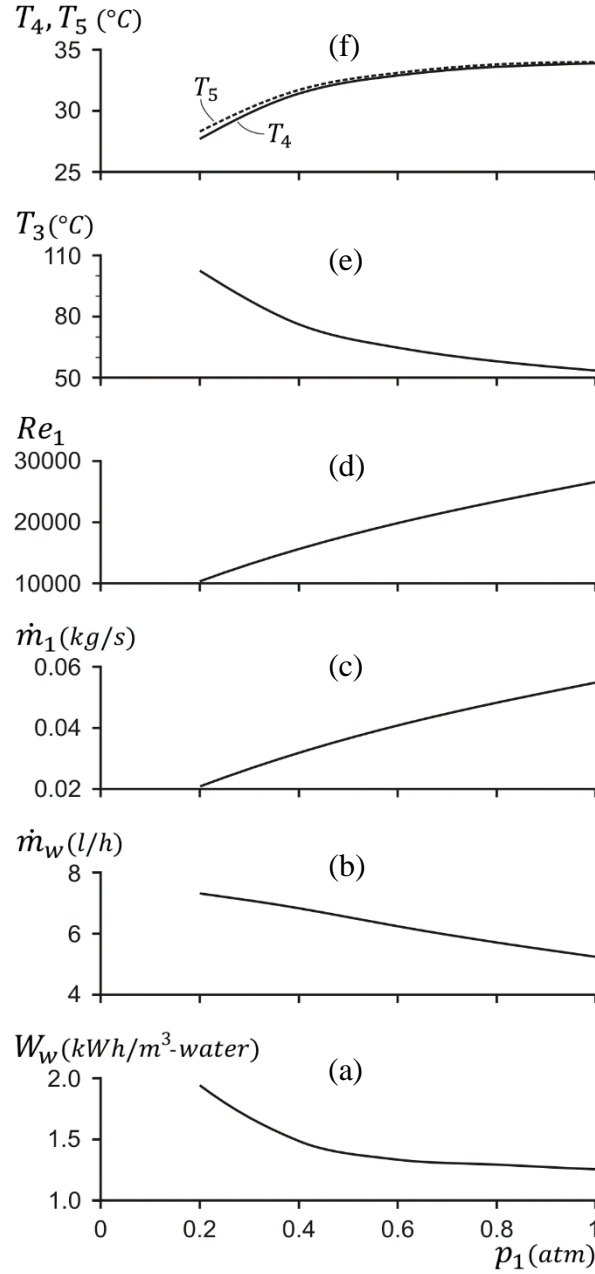 T₄, T₅ (°C)
(f)
35
30
25
T₅
T₄
T₃ (°C)
(e)
110
80
50
Re₁
(d)
30000
20000
10000
ṁ₁ (kg/s)
(c)
0.06
0.04
0.02
ṁ_w (l/h)
(b)
8
6
4
W_w (kWh/m³-water)
(a)
2.0
1.5
1.0
0 0.2 0.4 0.6 0.8 1
p₁ (atm)